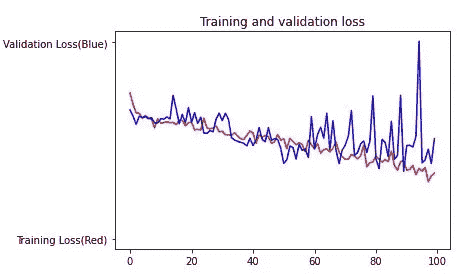 Training and validation loss
Validation Loss(Blue)
Training Loss(Red)
0 20 40 60 80 100